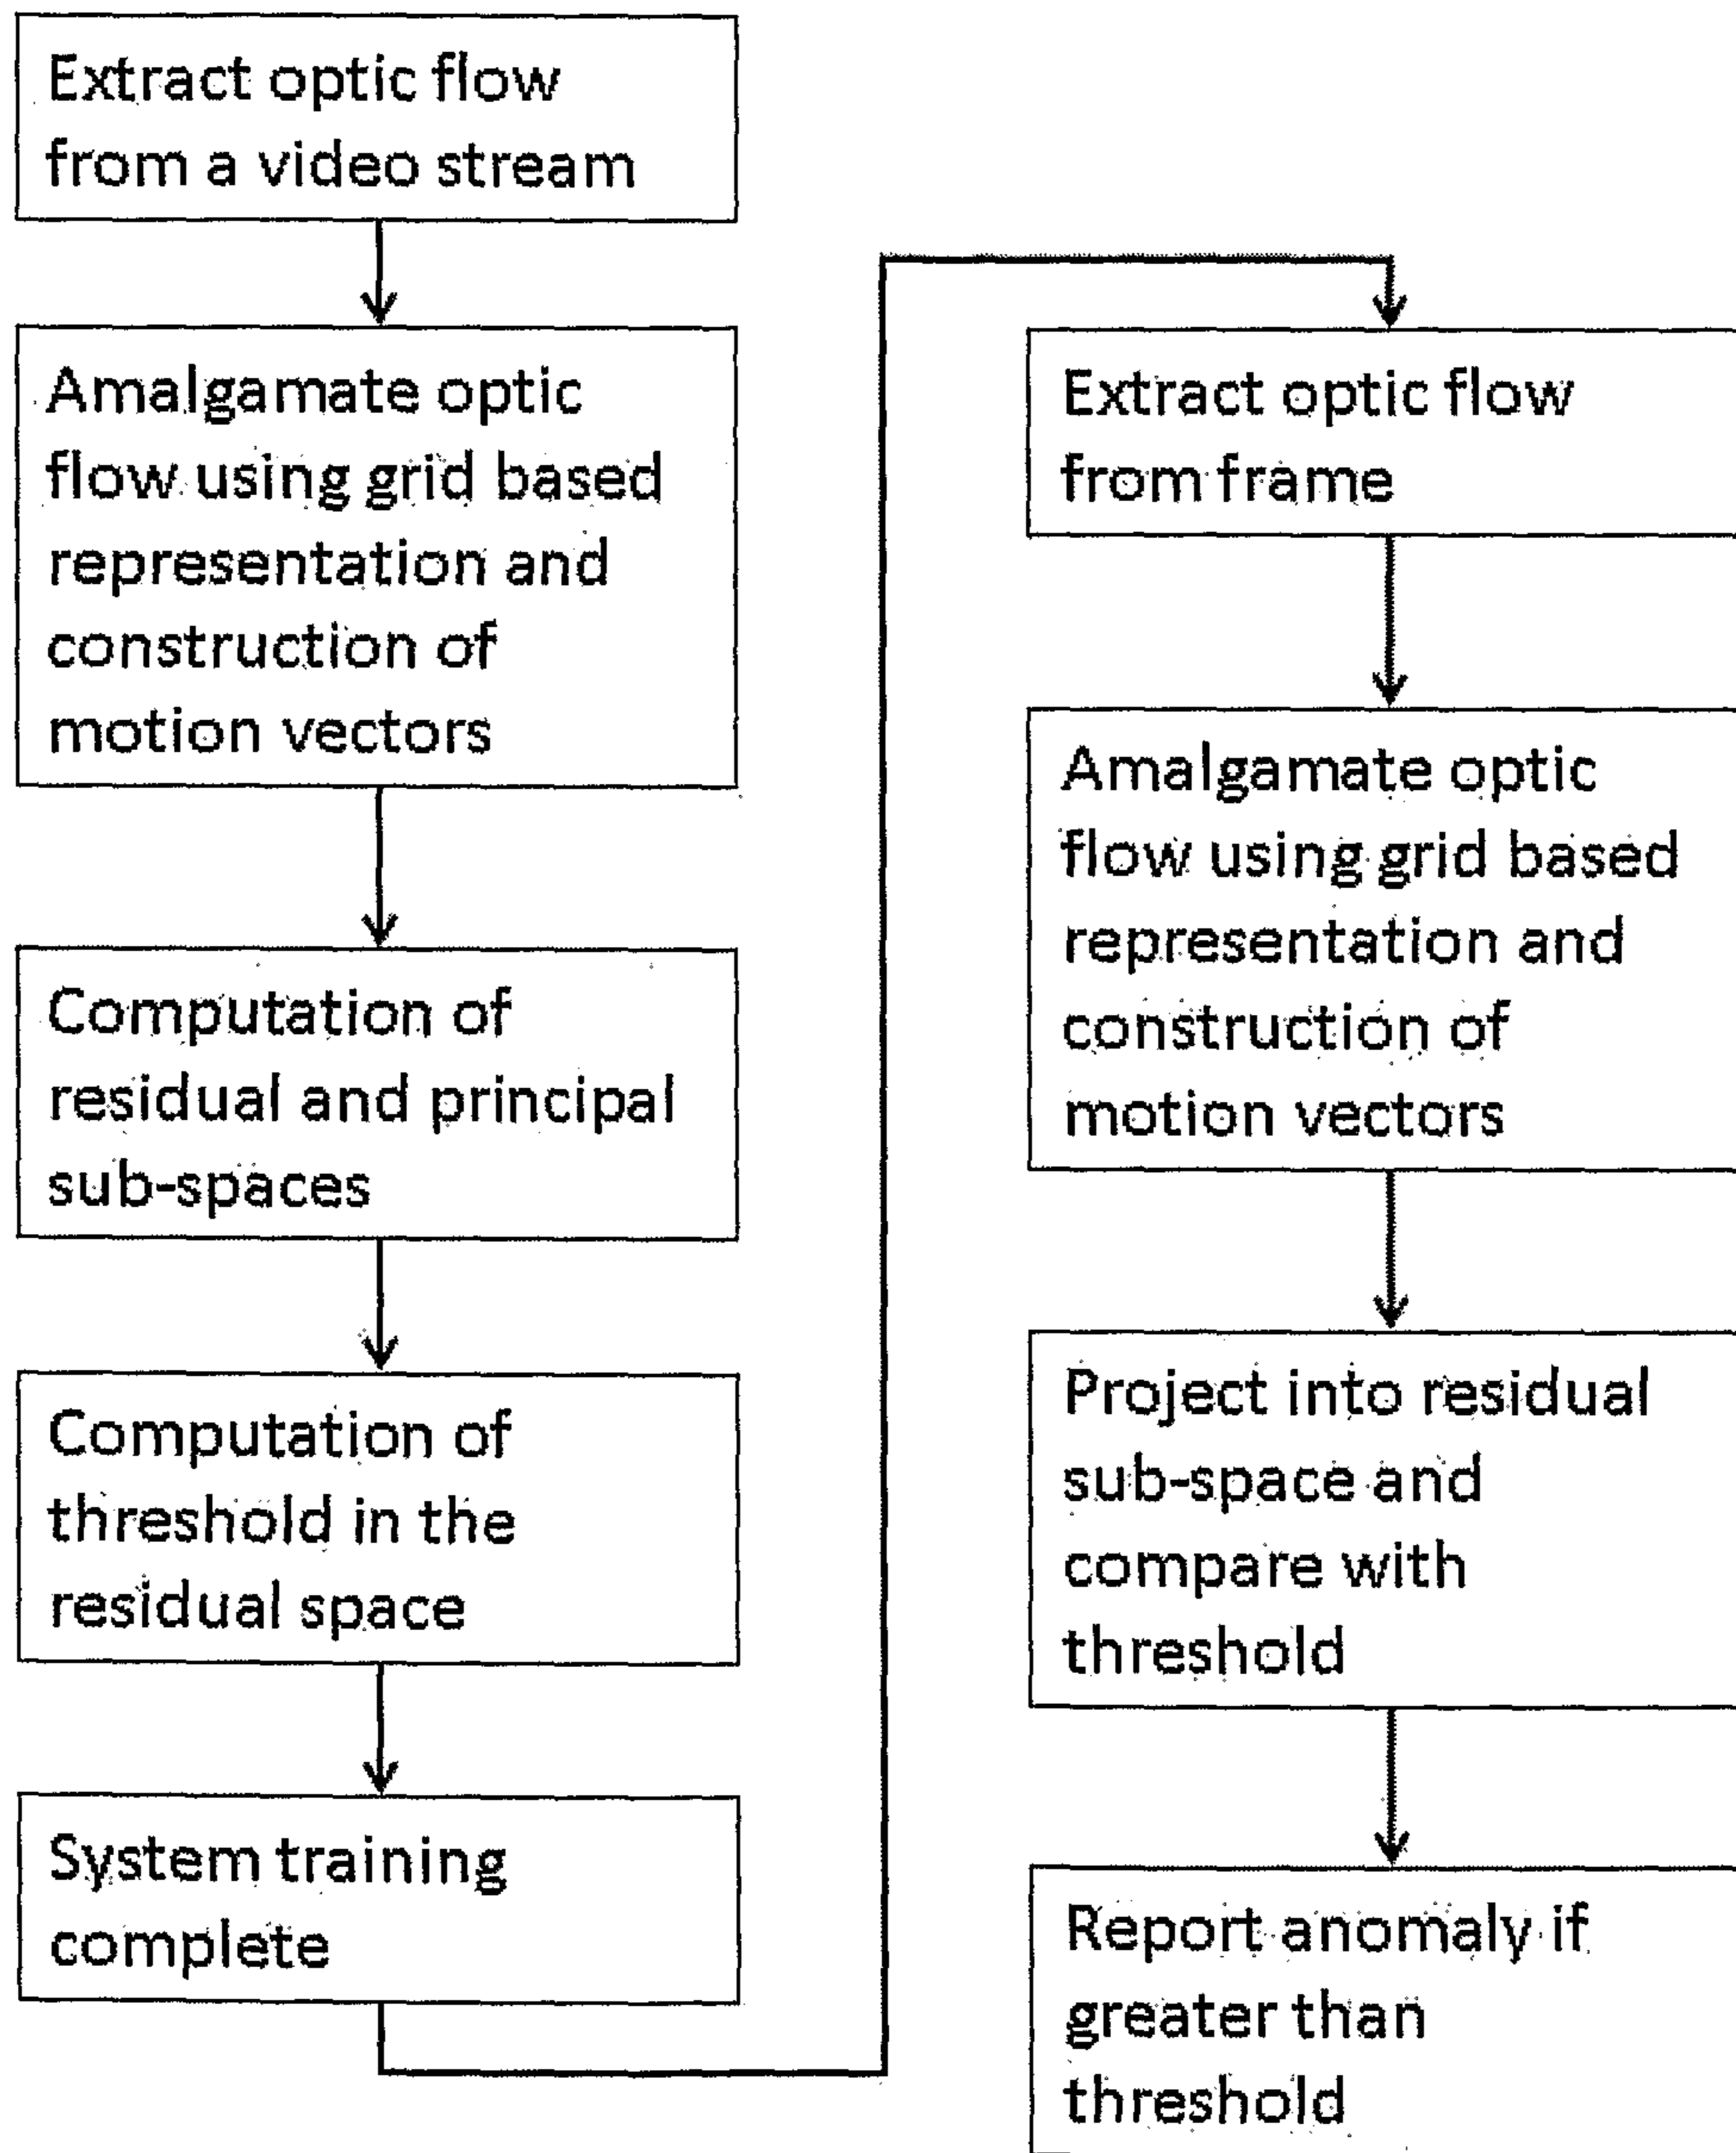 Extract optic flow
from a video stream
Amalgamate optic
flow using grid based
representation and
construction of
motion vectors
Computation of
residual and principal
sub-spaces
Computation of
threshold in the
residual space
System training
complete
Extract optic flow
from frame
Amalgamate optic
flow using grid based
representation and
construction of
motion vectors
Project into residual
sub-space and
compare with
threshold
Report anomaly if
greater than
threshold